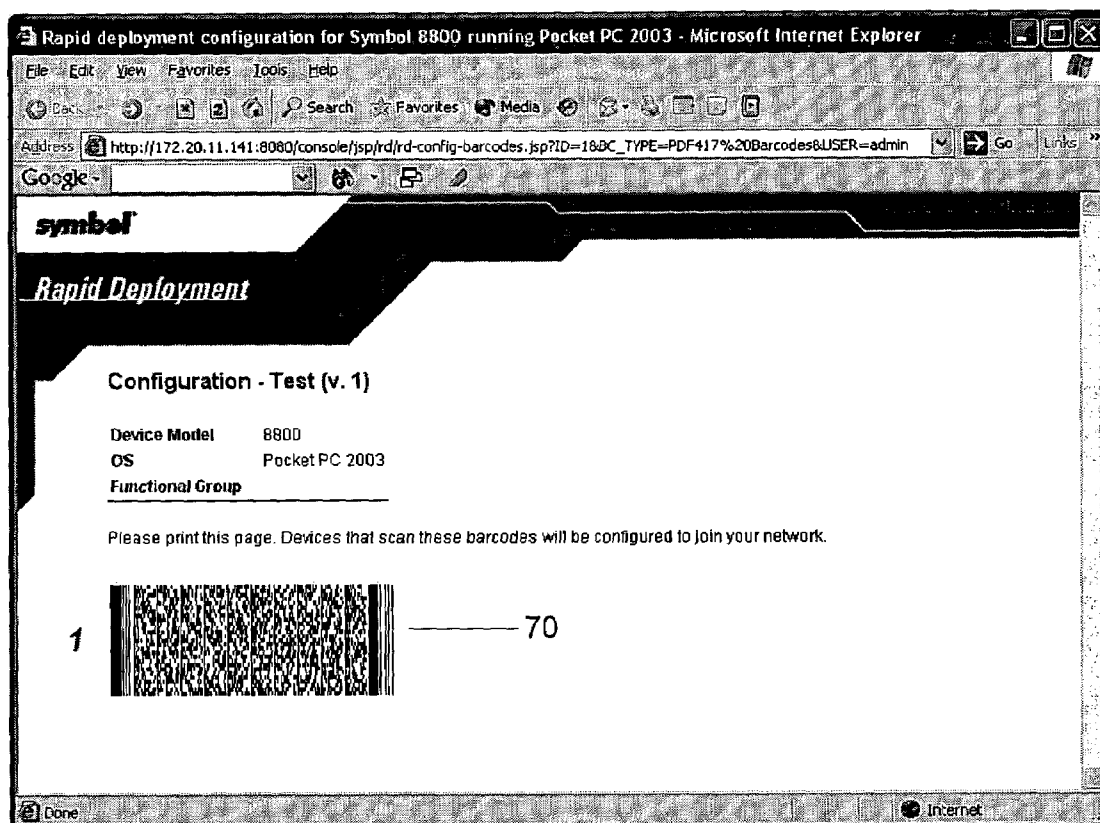 Rapid deployment configuration for Symbol 8800 running Pocket PC 2003 - Microsoft Internet Explorer
File Edit View Favorites Tools Help
Back Search Favorites Media
Address http://172.20.11.141:8080/console/jsp/rd/rd-config-barcodes.jsp?ID=1&BC_TYPE=PDF417%20Barcodes&USER=admin Go Links »
Google
symbol
Rapid Deployment
Configuration - Test (v. 1)
Device Model 8800
OS Pocket PC 2003
Functional Group
Please print this page. Devices that scan these barcodes will be configured to join your network.
1 70
Done Internet